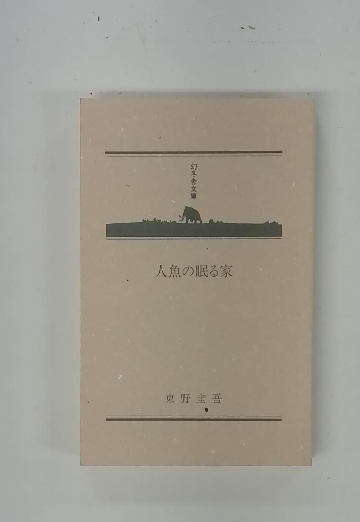 幻冬舎文庫
人魚の眠る家
東野圭吾